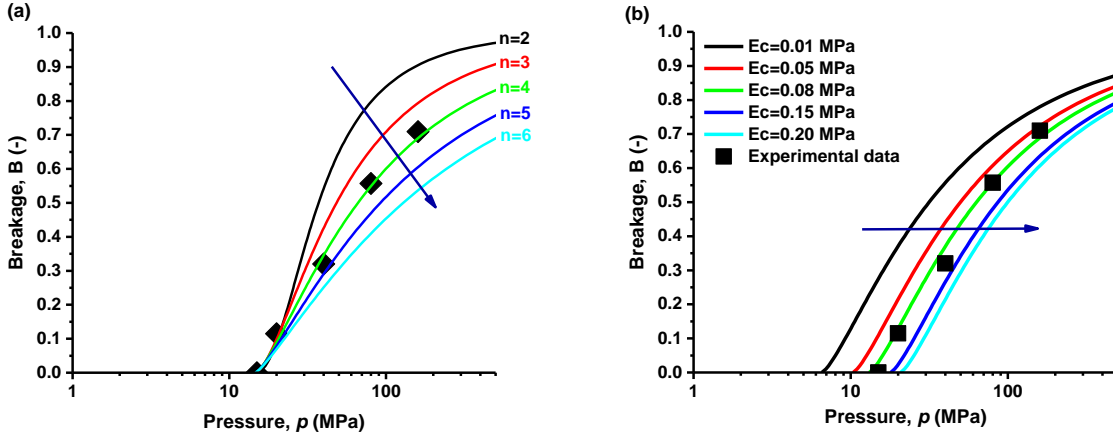 (a)
1.0
0.9
0.8
0.7
0.6
0.5
0.4
0.3
0.2
0.1
0.0
Breakage, B (-)
n=2
n=3
n=4
n=5
n=6
1
10
100
Pressure, p (MPa)
(b)
1.0
0.9
0.8
0.7
0.6
0.5
0.4
0.3
0.2
0.1
0.0
Breakage, B (-)
Ec=0.01 MPa
Ec=0.05 MPa
Ec=0.08 MPa
Ec=0.15 MPa
Ec=0.20 MPa
Experimental data
1
10
100
Pressure, p (MPa)